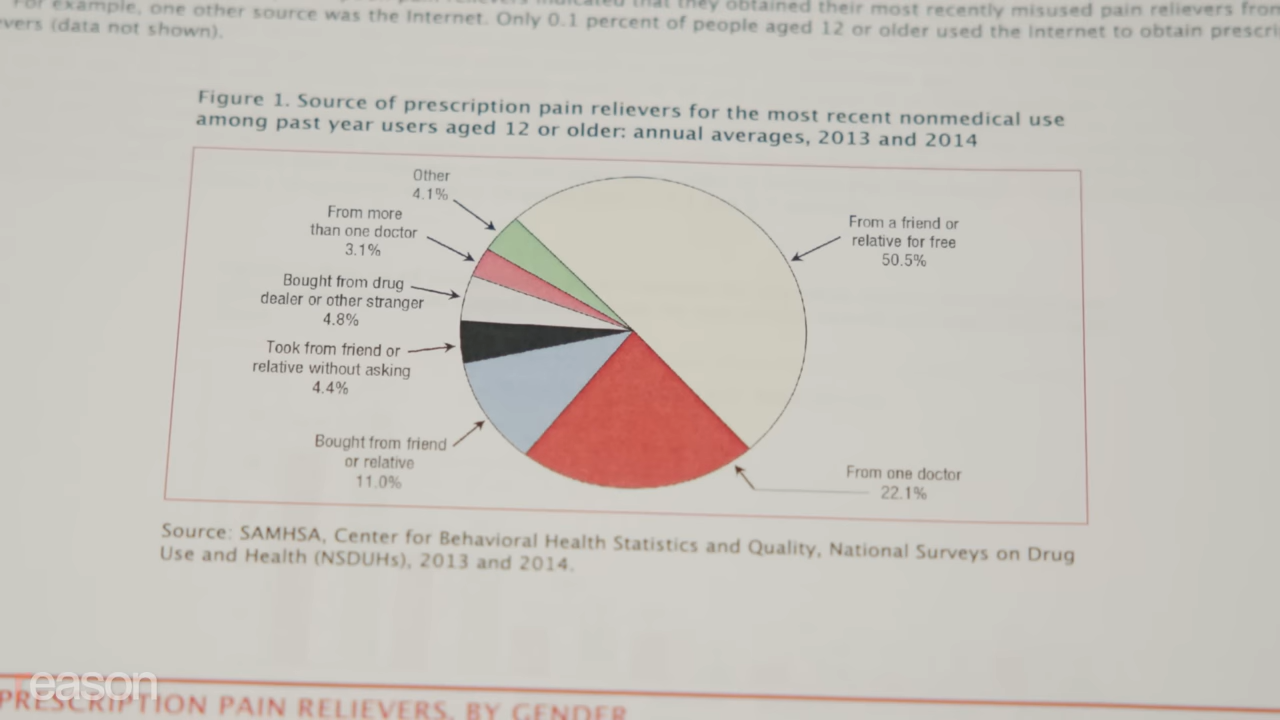 For example, one other source was the Internet. Only 0.1 percent of people aged 12 or older used the Internet to obtain
(data not shown).
Figure 1. Source of prescription pain relievers for the most recent nonmedical use
among past year users aged 12 or older: annual averages, 2013 and 2014
Other
4.1%
From more
than one doctor
3.1%
Bought from drug
dealer or other stranger
4.8%
Took from friend or
relative without asking
4.4%
Bought from friend
or relative
11.0%
From a friend or
relative for free
50.5%
From one doctor
22.1%
Source: SAMHSA, Center for Behavioral Health Statistics and Quality, National Surveys on Drug
Use and Health (NSDUHs), 2013 and 2014.
reason
PRESCRIPTION PAIN RELIEVERS, BY GENDER